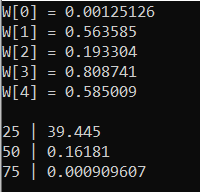 W[0] = 0.00125126
W[1] = 0.563585
W[2] = 0.193304
W[3] = 0.808741
W[4] = 0.585009
25 | 39.445
50 | 0.16181
75 | 0.000909607